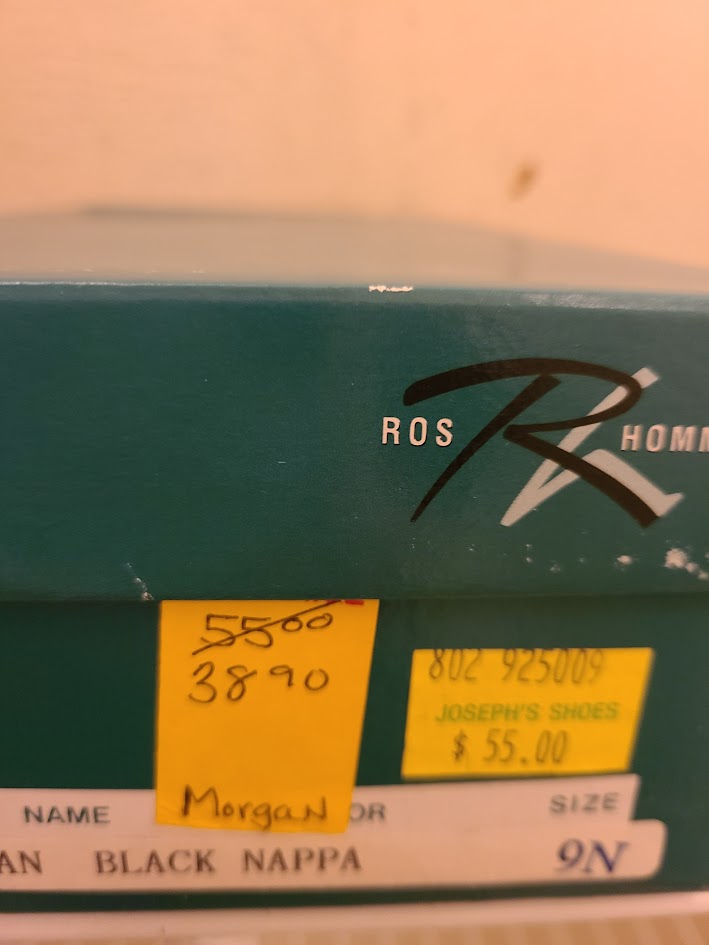 ROS HOMM
55 00
38 90
Morgan
802 925009
JOSEPH'S SHOES
$ 55.00
NAME OR SIZE
AN BLACK NAPPA 9N